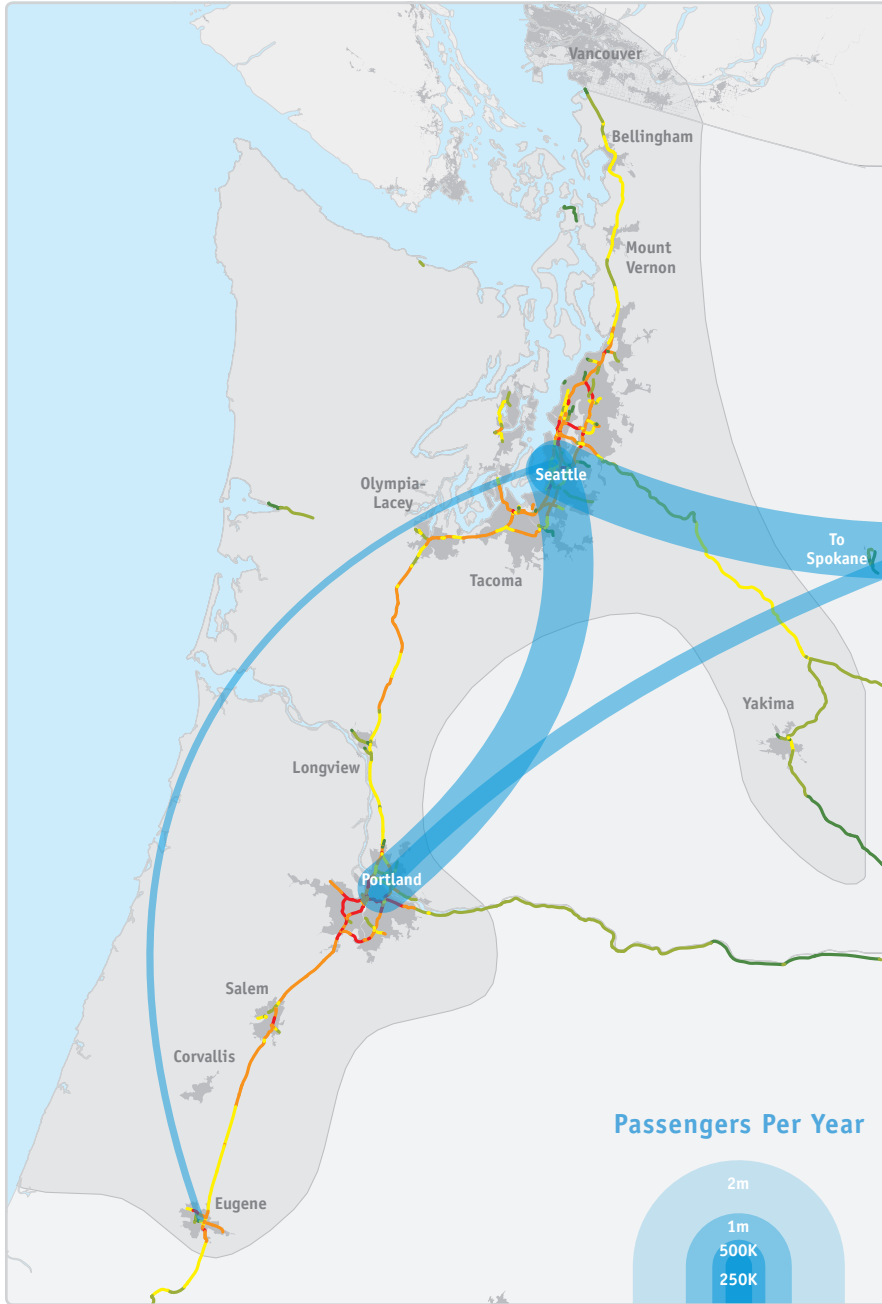 Vancouver
Bellingham
Mount
Vernon
Seattle
Olympia-
Lacey
To
Spokane
Tacoma
Yakima
Longview
Portland
Salem
Corvallis
Passengers Per Year
2m
Eugene
1m
500K
250K